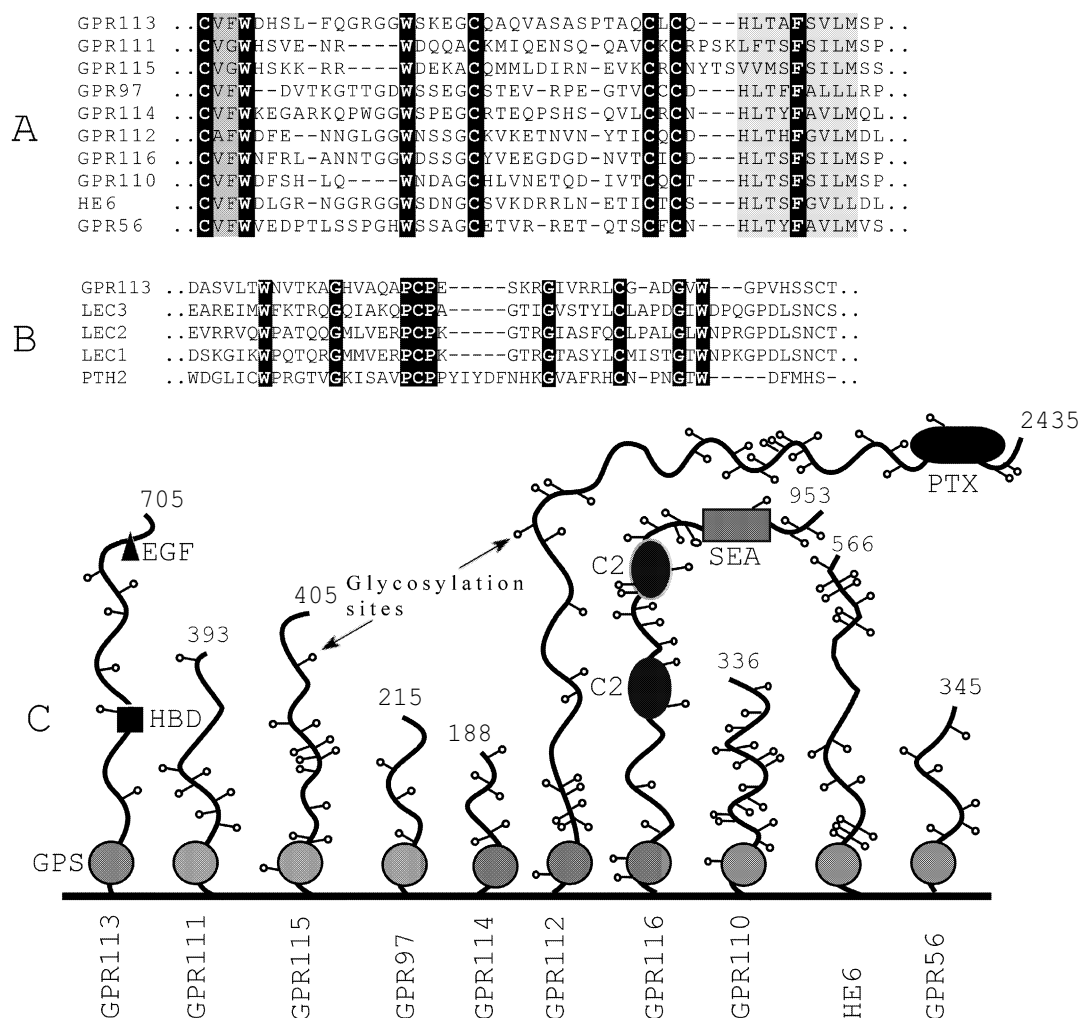 A
GPR113 ..CVFWDHSL-FQGRGGWSKEGCQAQVASASPTAQCLCQ---HLTAFSVLMSP..
GPR111 ..CVGWHSVE-NR----WDQQACKMIQENSQ-QAVCKCRPSKLFTSFSILMSP..
GPR115 ..CVGWHSKK-RR----WDEKACQMMLDIRN-EVKCRCNYTSVVMSFSILMSS..
GPR97 ..CVFW--DVTKGTTGDWSSEGCSTEV-RPE-GTVCCCD---HLTFFALLLRP..
GPR114 ..CVFWKEGARKQPWGGWSPEGCRTEQPSHS-QVLCRCN---HLTYFAVLMQL..
GPR112 ..CAFWDFE--NNGLGGWNSSGCKVKETNVN-YTICQCD---HLTHFGVLMDL..
GPR116 ..CVFWNFRL-ANNTGGWDSSGCYVEEGDGD-NVTCICD---HLTSFSILMSP..
GPR110 ..CVFWDFSH-LQ----WNDAGCHLVNETQD-IVTCQCT---HLTSFSILMSP..
HE6 ..CVFWDLGR-NGGRGGWSDNGCSVKDRRLN-ETICTCS---HLTSFGVLLDL..
GPR56 ..CVFWVEDPTLSSPGHWSSAGCETVR-RET-QTSCFCN---HLTYFAVLMVS..
B
GPR113 ..DASVLTWNVTKAGHVAQAPCPE-----SKRGIVRRLCG-ADGVW---GPVHSSCT..
LEC3 ..EAREIMWFKTRQGQIAKQPCPA-----GTIGVSTYLCLAPDGIWDPQGPDLSNCS..
LEC2 ..EVRRVQWPATQQGMLVERPCPK-----GTRGIASFQCLPALGLWNPRGPDLSNCT..
LEC1 ..DSKGIKWPQTQRGMMVERPCPK-----GTRGTASYLCMISTGTWNPKGPDLSNCT..
PTH2 ..WDGLICWPRGTVGKISAVPCPPYIYDFNHKGVAFRHCN-PNGTW-----DFMHS-..
C
2435
PTX
953
SEA
C2
C2
566
705
EGF
Glycosylation
sites
405
393
336
345
HBD
215
188
GPS
GPR113
GPR111
GPR115
GPR97
GPR114
GPR112
GPR116
GPR110
HE6
GPR56